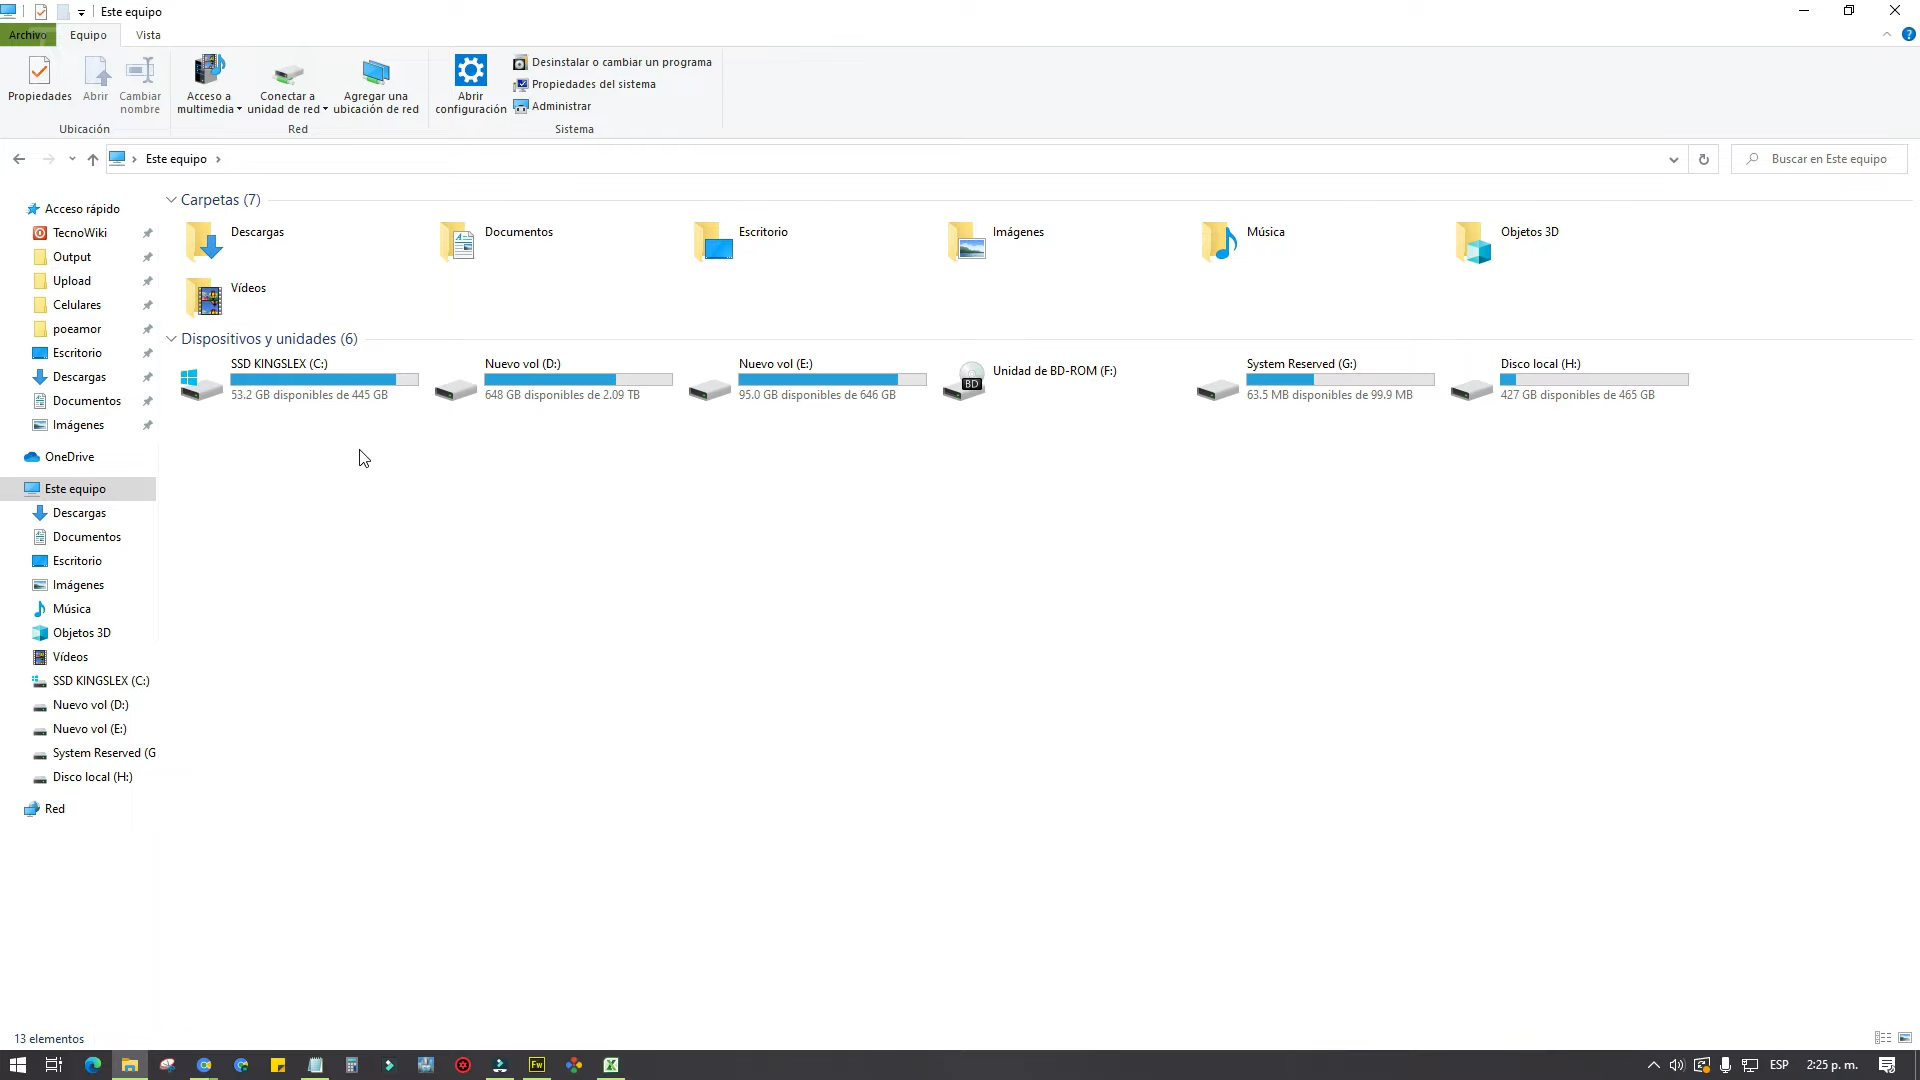 Este equipo
Archivo
Equipo
Vista
Propiedades
Abrir
Cambiar
nombre
Ubicación
Acceso a
multimedia
Conectar a
unidad de red
Agregar una
ubicación de red
Red
Abrir
configuración
Desinstalar o cambiar un programa
Propiedades del sistema
Administrar
Sistema
Este equipo
Buscar en Este equipo
Acceso rápido
TecnoWiki
Output
Upload
Celulares
poeamor
Escritorio
Descargas
Documentos
Imágenes
OneDrive
Este equipo
Descargas
Documentos
Escritorio
Imágenes
Música
Objetos 3D
Vídeos
SSD KINGSLEX (C:)
Nuevo vol (D:)
Nuevo vol (E:)
System Reserved (G
Disco local (H:)
Red
Carpetas (7)
Descargas
Documentos
Escritorio
Imágenes
Música
Objetos 3D
Vídeos
Dispositivos y unidades (6)
SSD KINGSLEX (C:)
53.2 GB disponibles de 445 GB
Nuevo vol (D:)
648 GB disponibles de 2.09 TB
Nuevo vol (E:)
95.0 GB disponibles de 646 GB
BD
Unidad de BD-ROM (F:)
System Reserved (G:)
63.5 MB disponibles de 99.9 MB
Disco local (H:)
427 GB disponibles de 465 GB
13 elementos
Fw
ESP
2:25 p. m.